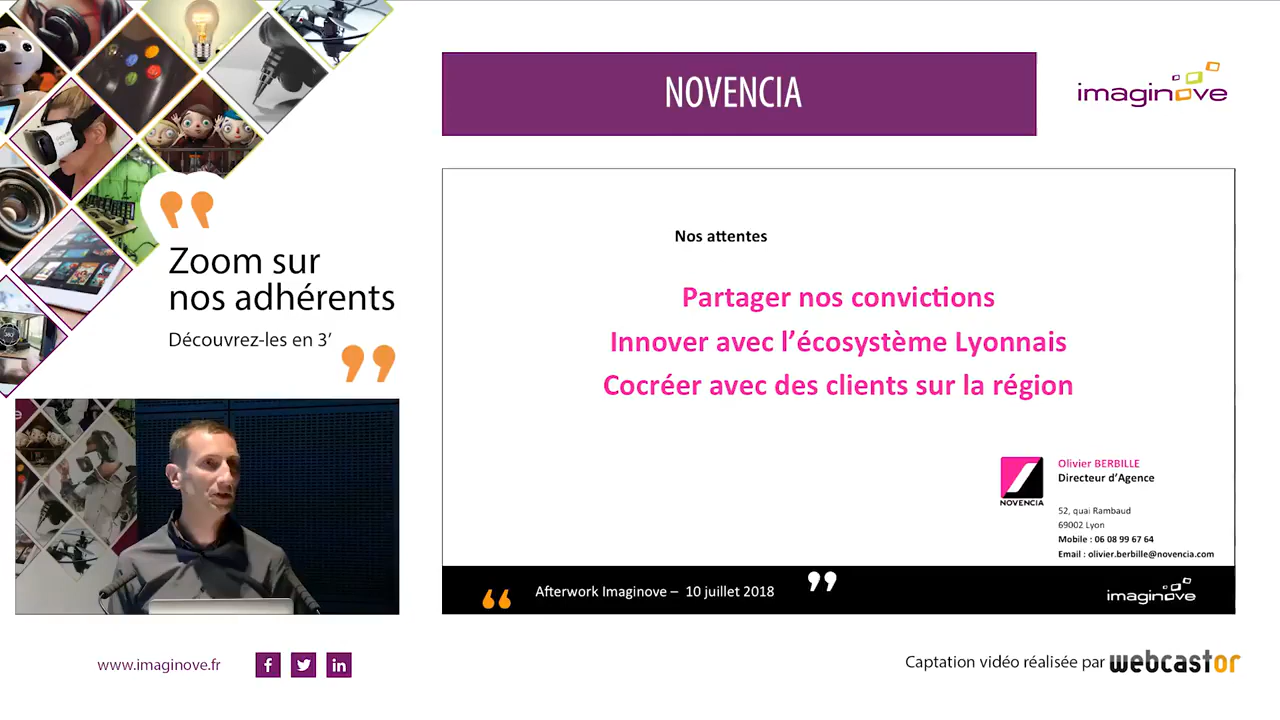 NOVENCIA
imaginove
Zoom sur
nos adhérents
Découvrez-les en 3’
Nos attentes
Partager nos convictions
Innover avec l’écosystème Lyonnais
Cocréer avec des clients sur la région
NOVENCIA
Olivier BERBILLE
Directeur d’Agence
52, quai Rambaud
69002 Lyon
Mobile : 06 08 99 67 64
Email : olivier.berbille@novencia.com
Afterwork Imaginove – 10 juillet 2018
imaginove
www.imaginove.fr
Captation vidéo réalisée par webcastor